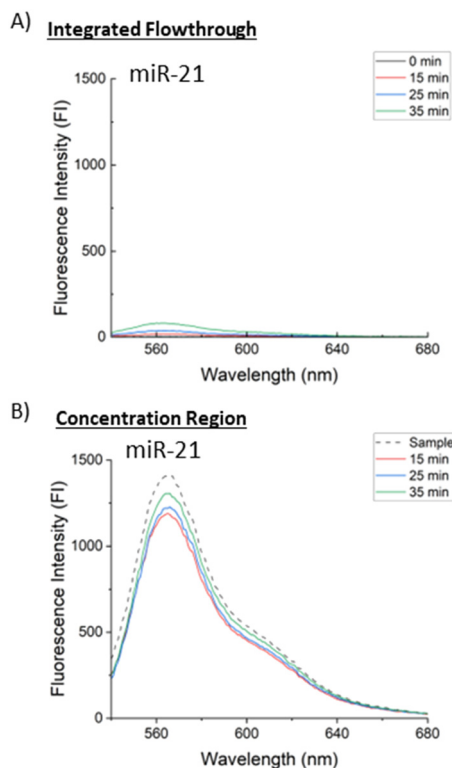 A) Integrated Flowthrough
miR-21
0 min
15 min
25 min
35 min
1500
1000
500
0
Fluorescence Intensity (FI)
560 600 640 680
Wavelength (nm)
B) Concentration Region
miR-21
Sample
15 min
25 min
35 min
1500
1000
500
0
Fluorescence Intensity (FI)
560 600 640 680
Wavelength (nm)